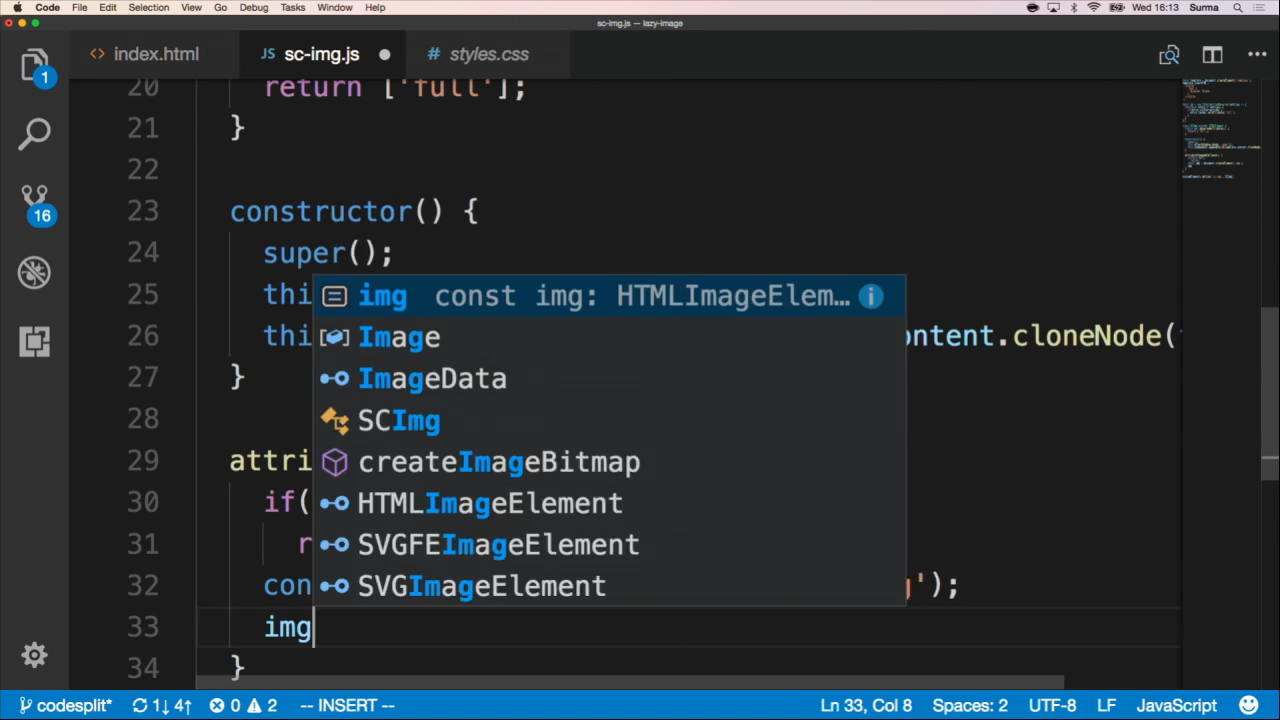 Code File Edit Selection View Go Debug Tasks Window Help Wed 16:13 Surma
sc-img.js — lazy-image
<> index.html JS sc-img.js # styles.css
1
16
20 return ['full'];
21 }
22
23 constructor() {
24 super();
25 thi
26 thi ontent.cloneNode(
27 }
28
29 attri
30 if(
31 r
32 con g');
33 img
34 }
img const img: HTMLImageElem…
Image
ImageData
SCImg
createImageBitmap
HTMLImageElement
SVGFEImageElement
SVGImageElement
codesplit* 1↓ 4↑ 0 2 -- INSERT -- Ln 33, Col 8 Spaces: 2 UTF-8 LF JavaScript